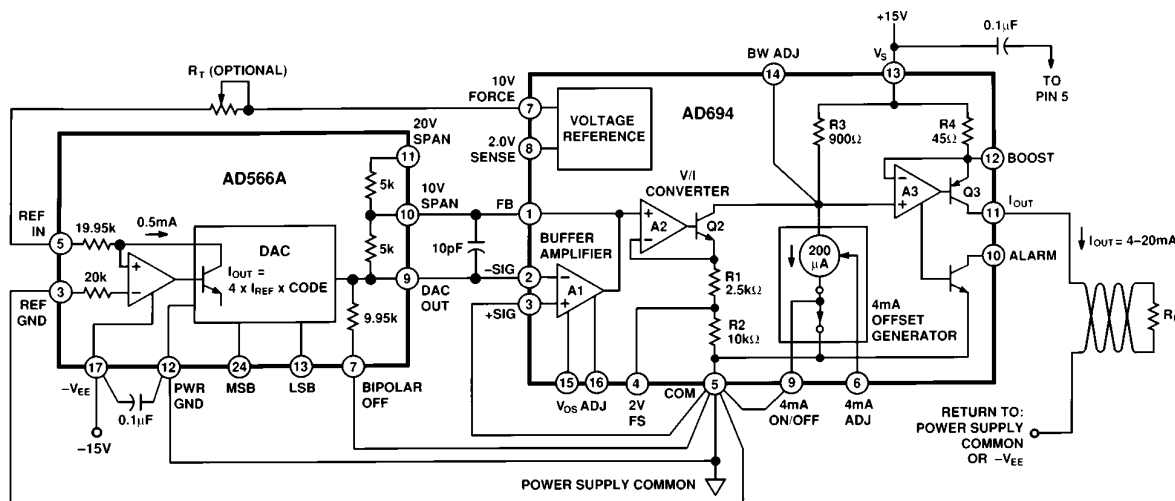 +15V
0.1µF
TO
PIN 5
RT (OPTIONAL)
BW ADJ
14
VS
13
10V
FORCE
7
VOLTAGE
REFERENCE
AD694
2.0V
SENSE
8
R3
900Ω
R4
45Ω
12
BOOST
20V
SPAN
11
AD566A
5k
10V
SPAN
10
FB
1
V/I
CONVERTER
A2
Q2
A3
Q3
IOUT
11
IOUT = 4–20mA
REF
IN
5
19.95k
0.5mA
DAC
IOUT =
4 x IREF x CODE
5k
10pF
BUFFER
AMPLIFIER
9
DAC
OUT
2
–SIG
3
+SIG
A1
R1
2.5kΩ
200
µA
10
ALARM
4mA
OFFSET
GENERATOR
REF
GND
3
20k
9.95k
R2
10kΩ
RL
17
–VEE
12
PWR
GND
24
MSB
13
LSB
7
BIPOLAR
OFF
15
16
VOS ADJ
4
2V
FS
COM
5
9
4mA
ON/OFF
6
4mA
ADJ
0.1µF
–15V
RETURN TO:
POWER SUPPLY
COMMON
OR –VEE
POWER SUPPLY COMMON